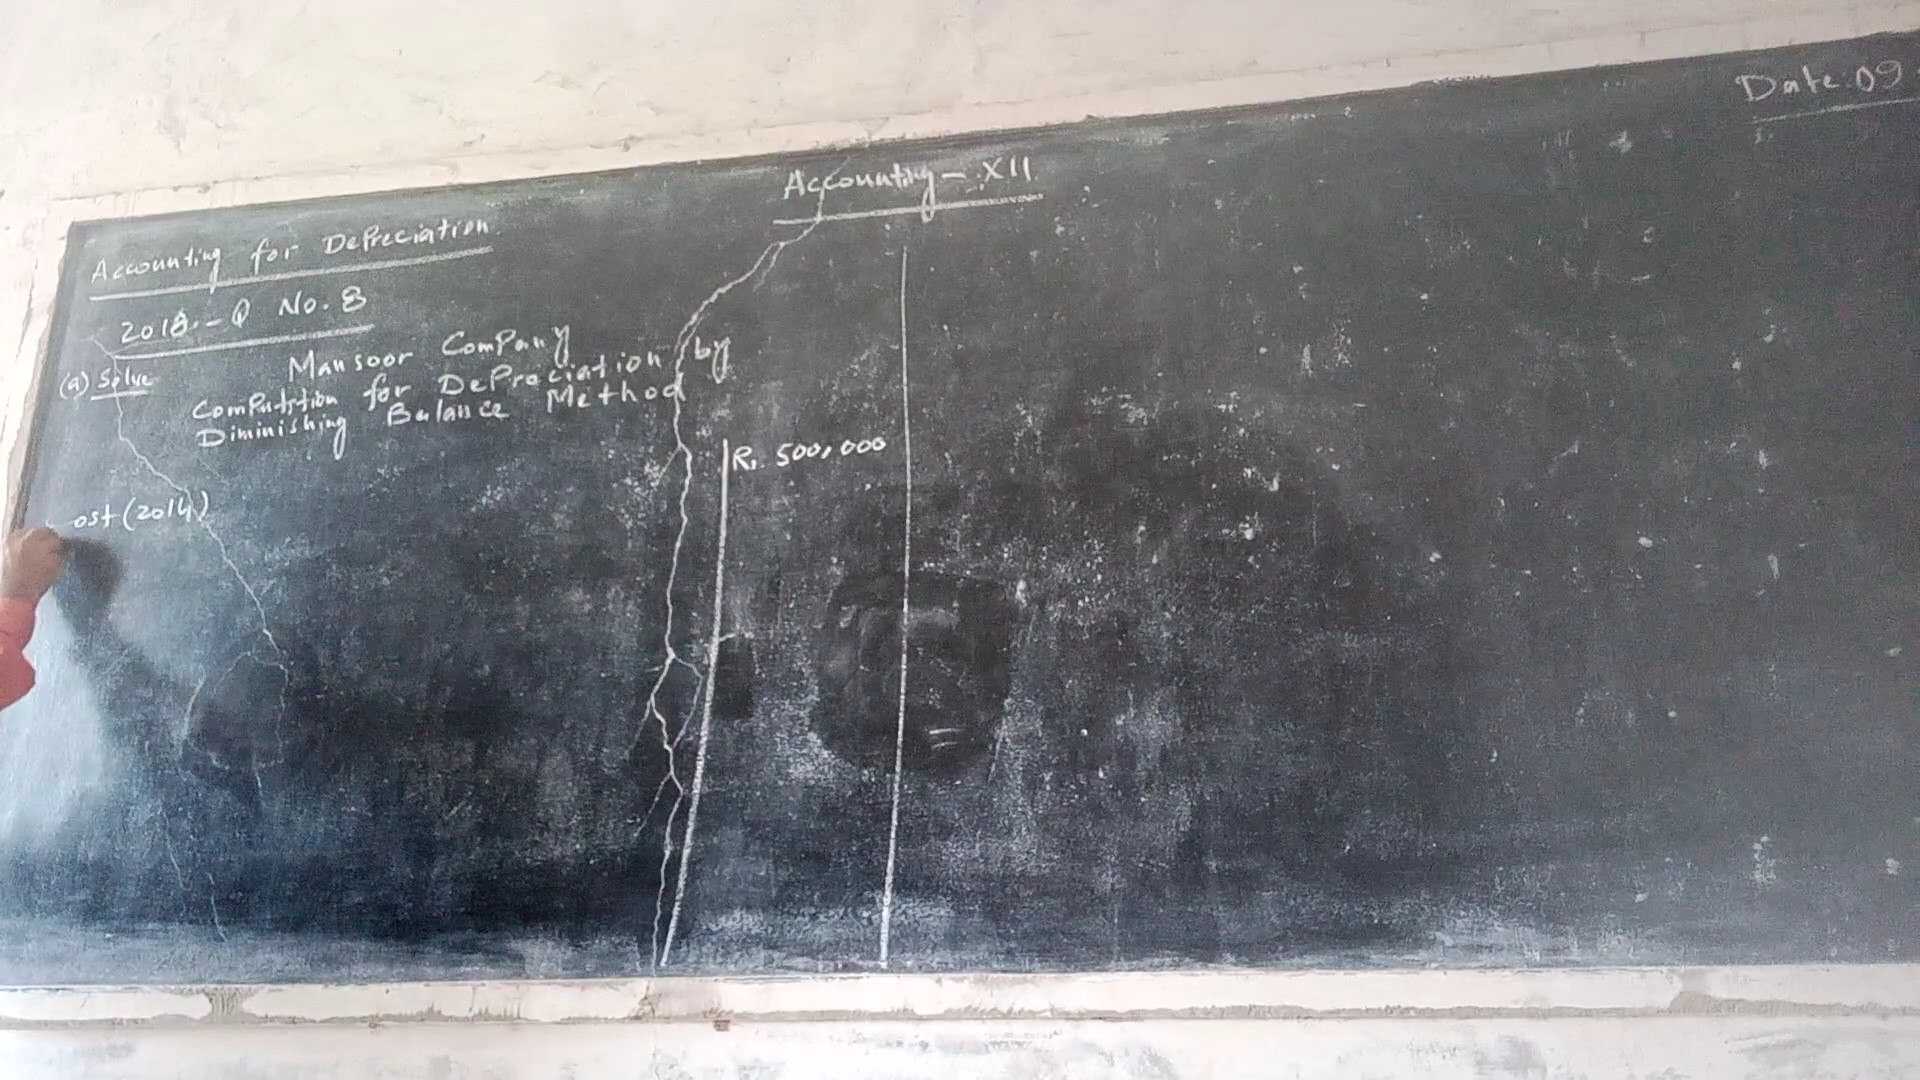 Accounting - XII
Date: 09
Accounting for Depreciation
2018 - Q No. 8
(a) Solve
Mansoor Company
Computation for Depreciation by
Diminishing Balance Method
Rs. 500,000
ost (2014)